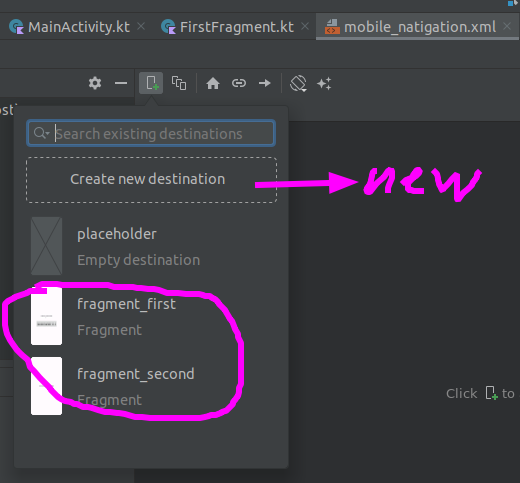 MainActivity.kt
FirstFragment.kt
mobile_natigation.xml
Search existing destinations
Create new destination
new
placeholder
Empty destination
fragment_first
Fragment
fragment_second
Fragment
Click to